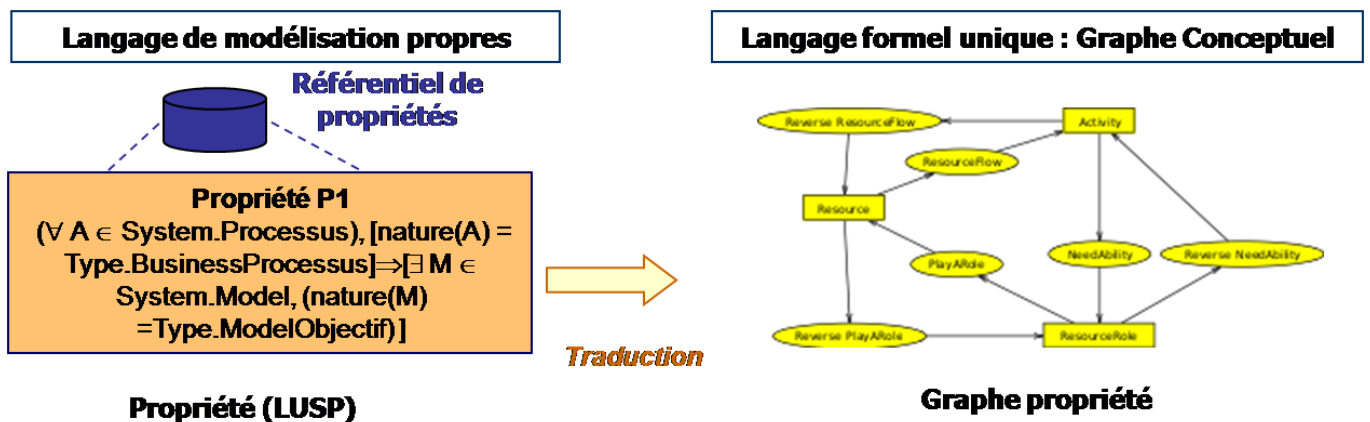 Langage de modélisation propres
Référentiel de
propriétés
Propriété P1
(∀ A ∈ System.Processus), [nature(A) =
Type.BusinessProcessus]⇒[∃ M ∈
System.Model, (nature(M)
=Type.ModelObjectif)]
Propriété (LUSP)
Traduction
Langage formel unique : Graphe Conceptuel
Reverse ResourceFlow
Activity
ResourceFlow
Resource
PlayARole
NeedAbility
Reverse NeedAbility
Reverse PlayARole
ResourceRole
Graphe propriété